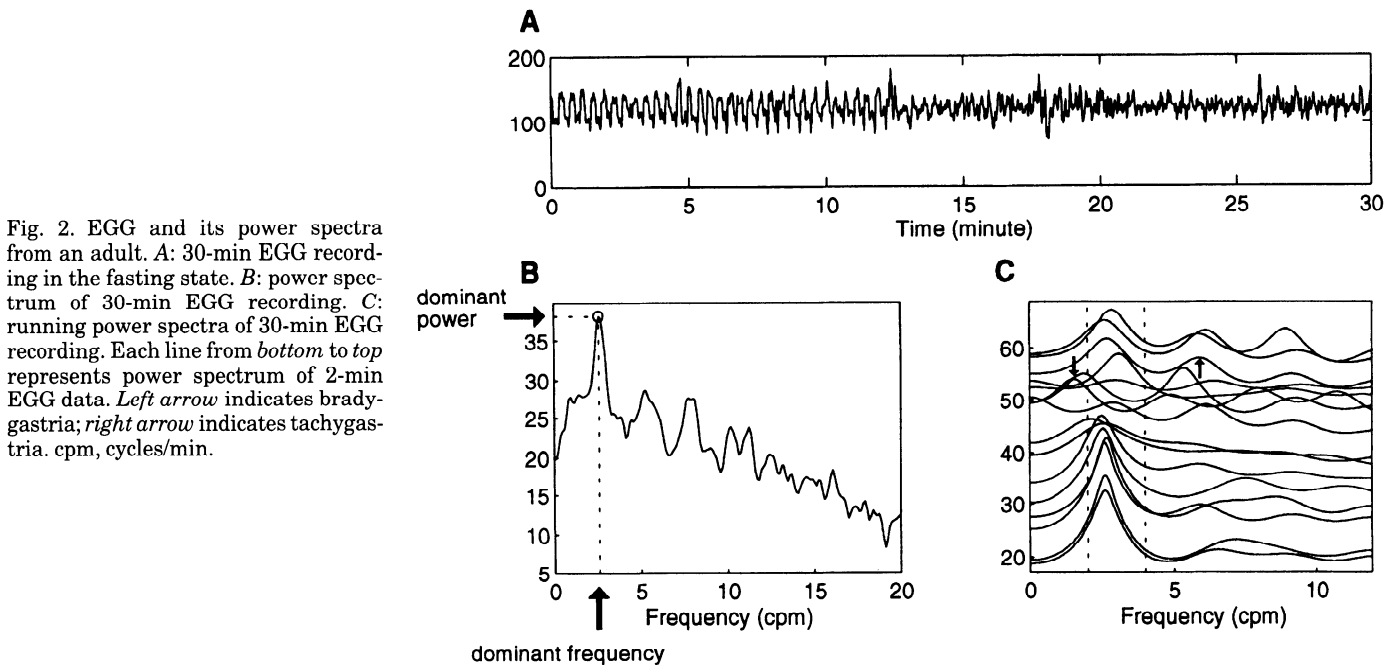 A
200
100
0
0 5 10 15 20 25 30
Time (minute)
Fig. 2. EGG and its power spectra
from an adult. A: 30-min EGG record-
ing in the fasting state. B: power spec-
trum of 30-min EGG recording. C:
running power spectra of 30-min EGG
recording. Each line from bottom to top
represents power spectrum of 2-min
EGG data. Left arrow indicates brady-
gastria; right arrow indicates tachygas-
tria. cpm, cycles/min.
B
dominant
power
35
30
25
20
15
10
5
0 5 10 15 20
Frequency (cpm)
dominant frequency
C
60
50
40
30
20
0 5 10
Frequency (cpm)